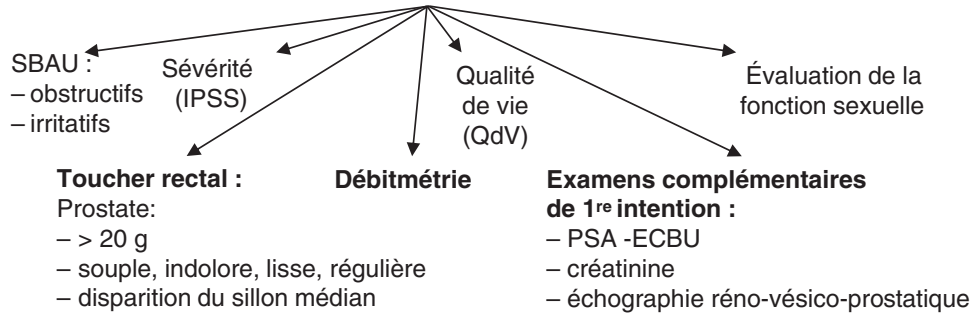 SBAU :
– obstructifs
– irritatifs
Sévérité
(IPSS)
Qualité
de vie
(QdV)
Évaluation de la
fonction sexuelle
Toucher rectal :
Prostate:
– > 20 g
– souple, indolore, lisse, régulière
– disparition du sillon médian
Débitmétrie
Examens complémentaires
de 1re intention :
– PSA -ECBU
– créatinine
– échographie réno-vésico-prostatique